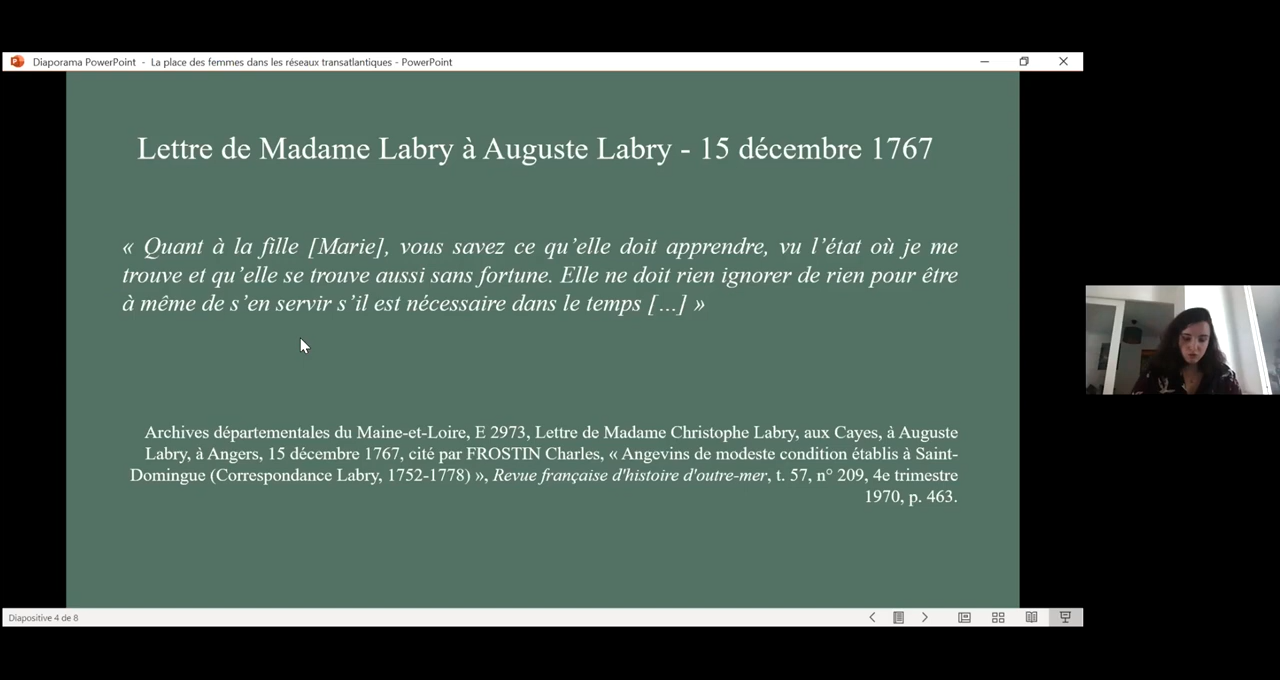 Diaporama PowerPoint - La place des femmes dans les réseaux transatlantiques - PowerPoint
Lettre de Madame Labry à Auguste Labry - 15 décembre 1767
« Quant à la fille [Marie], vous savez ce qu’elle doit apprendre, vu l’état où je me
trouve et qu’elle se trouve aussi sans fortune. Elle ne doit rien ignorer de rien pour être
à même de s’en servir s’il est nécessaire dans le temps […] »
Archives départementales du Maine-et-Loire, E 2973, Lettre de Madame Christophe Labry, aux Cayes, à Auguste
Labry, à Angers, 15 décembre 1767, cité par FROSTIN Charles, « Angevins de modeste condition établis à Saint-
Domingue (Correspondance Labry, 1752-1778) », Revue française d'histoire d'outre-mer, t. 57, n° 209, 4e trimestre
1970, p. 463.
Diapositive 4 de 8